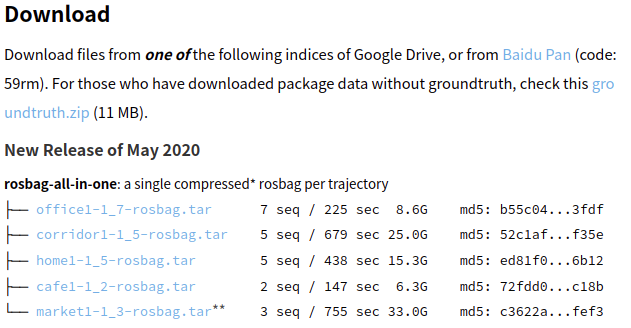 Download
Download files from one of the following indices of Google Drive, or from Baidu Pan (code:
59rm). For those who have downloaded package data without groundtruth, check this gro
undtruth.zip (11 MB).
New Release of May 2020
rosbag-all-in-one: a single compressed* rosbag per trajectory
├── office1-1_7-rosbag.tar 7 seq / 225 sec 8.6G md5: b55c04...3fdf
├── corridor1-1_5-rosbag.tar 5 seq / 679 sec 25.0G md5: 52c1af...f35e
├── home1-1_5-rosbag.tar 5 seq / 438 sec 15.3G md5: ed81f0...6b12
├── cafe1-1_2-rosbag.tar 2 seq / 147 sec 6.3G md5: 72fdd0...c18b
└── market1-1_3-rosbag.tar** 3 seq / 755 sec 33.0G md5: c3622a...fef3